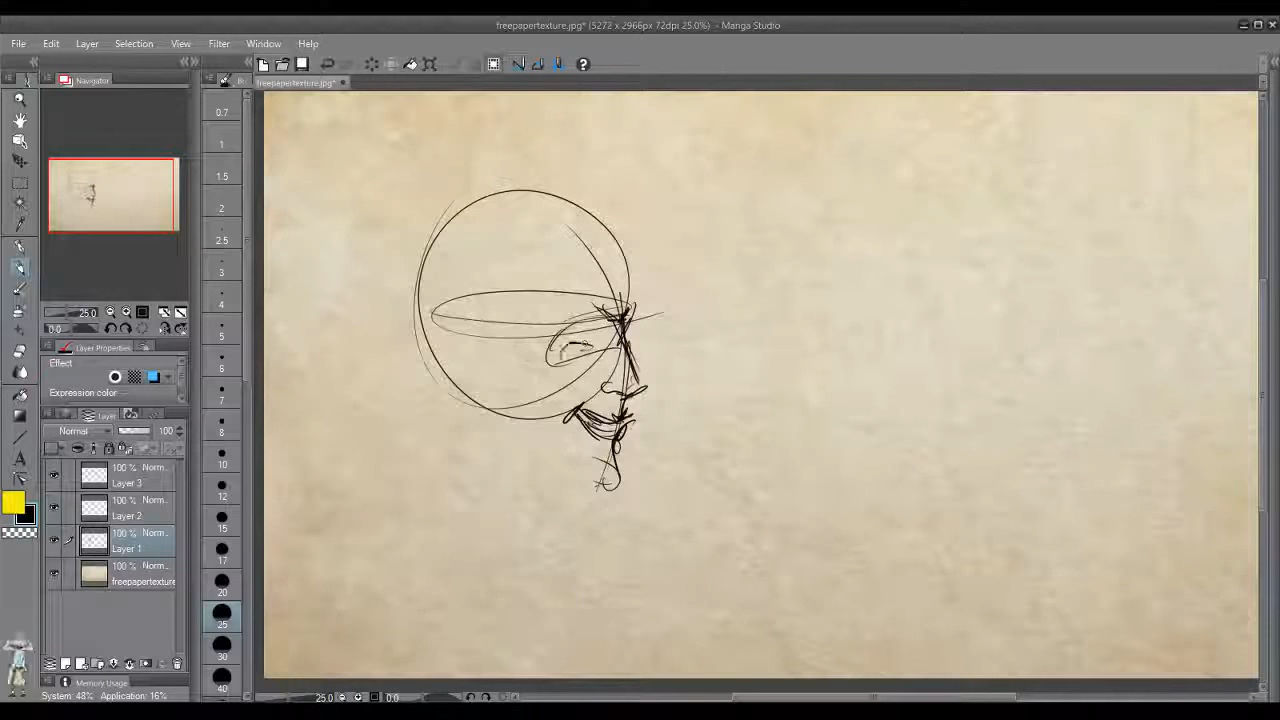 freepapertexture.jpg* (5272 x 2966px 72dpi 25.0%) - Manga Studio
File Edit Layer Selection View Filter Window Help
Navigator
freepapertexture.jpg*
0.7
1
1.5
2
2.5
3
4
5
6
7
8
10
12
15
17
20
25
30
40
25.0
0.0
Layer Properties
Effect
Expression color
Layer
Normal 100
100 % Norm..
Layer 3
100 % Norm..
Layer 2
100 % Norm..
Layer 1
100 % Norm..
freepapertexture
Memory Usage
System: 48% Application: 16%
25.0 0.0